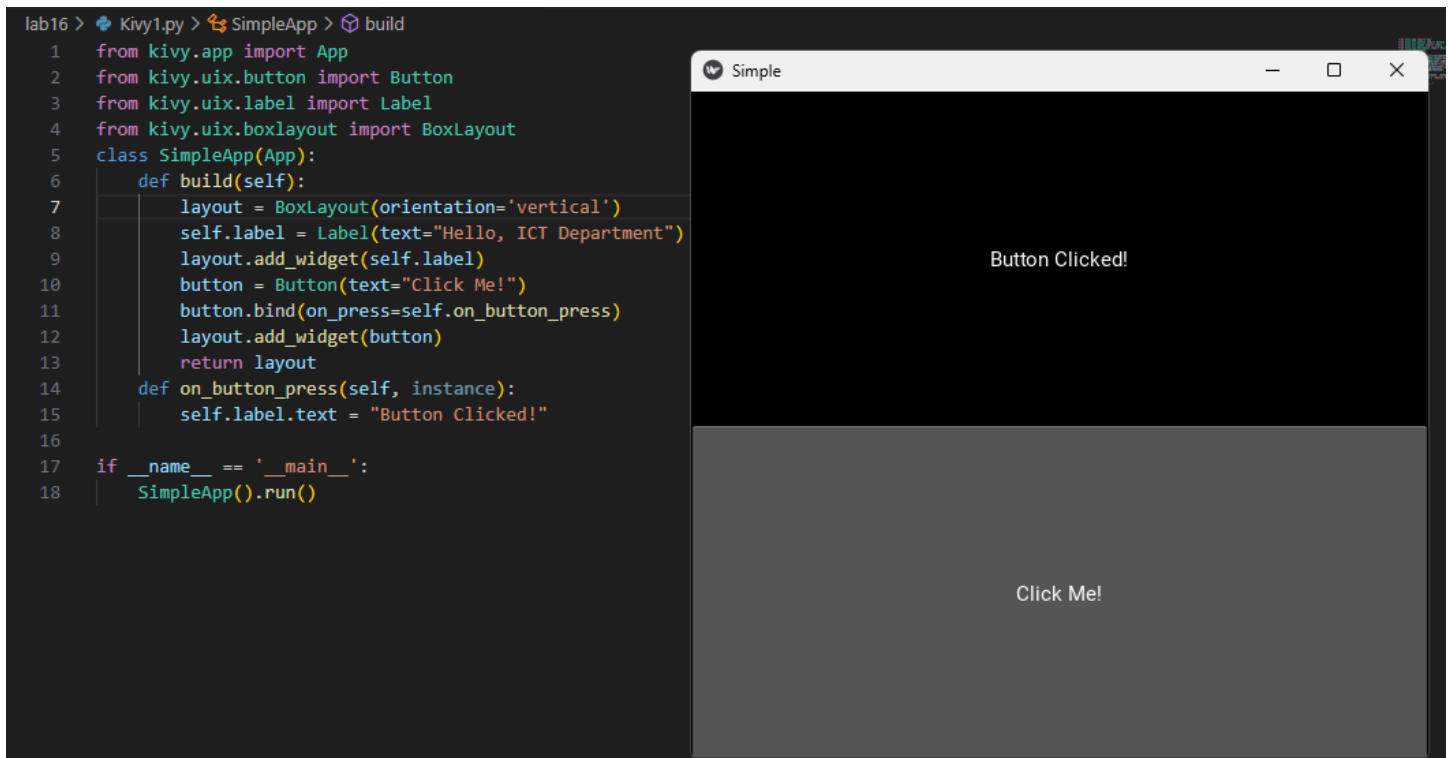 lab16 > Kivy1.py > SimpleApp > build
1 from kivy.app import App
2 from kivy.uix.button import Button
3 from kivy.uix.label import Label
4 from kivy.uix.boxlayout import BoxLayout
5 class SimpleApp(App):
6     def build(self):
7         layout = BoxLayout(orientation='vertical')
8         self.label = Label(text="Hello, ICT Department")
9         layout.add_widget(self.label)
10         button = Button(text="Click Me!")
11         button.bind(on_press=self.on_button_press)
12         layout.add_widget(button)
13         return layout
14     def on_button_press(self, instance):
15         self.label.text = "Button Clicked!"
16
17 if __name__ == '__main__':
18     SimpleApp().run()
Simple
Button Clicked!
Click Me!